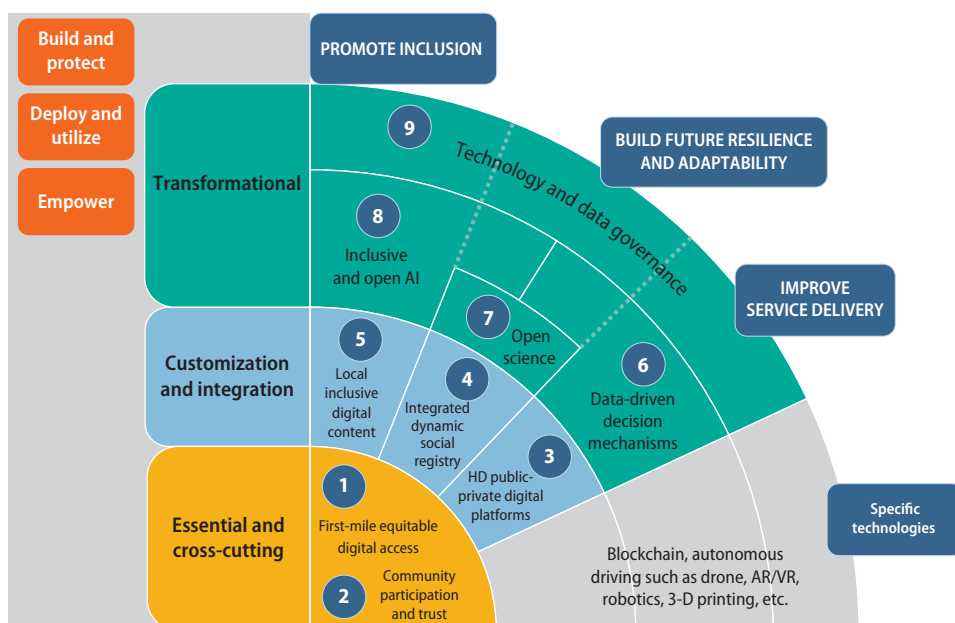 Build and
protect
Deploy and
utilize
Empower
PROMOTE INCLUSION
BUILD FUTURE RESILIENCE
AND ADAPTABILITY
IMPROVE
SERVICE DELIVERY
Specific
technologies
Transformational
9
Technology and data governance
8
Inclusive
and open AI
7
Open
science
6
Data-driven
decision
mechanisms
Customization
and integration
5
Local
inclusive
digital
content
4
Integrated
dynamic
social
registry
3
HD public-
private digital
platforms
Essential and
cross-cutting
1
First-mile equitable
digital access
2
Community
participation
and trust
Blockchain, autonomous
driving such as drone, AR/VR,
robotics, 3-D printing, etc.